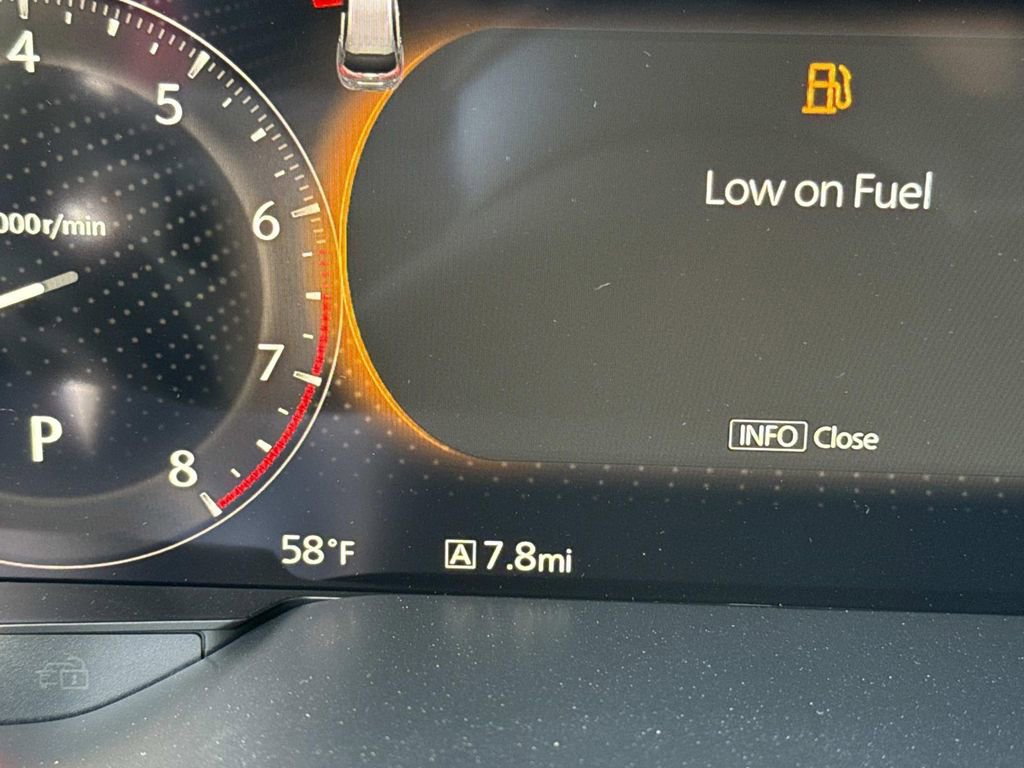 4
5
6
000r/min
7
P
8
Low on Fuel
INFO Close
58°F
A 7.8mi